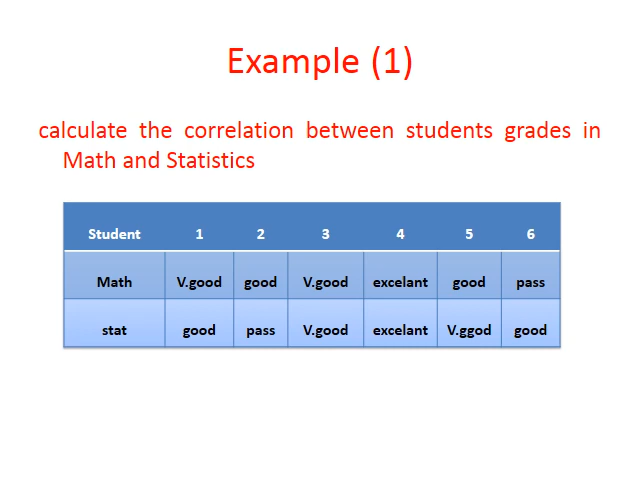 Example (1)
calculate the correlation between students grades in
Math and Statistics
Student 1 2 3 4 5 6
Math V.good good V.good excelant good pass
stat good pass V.good excelant V.ggod good